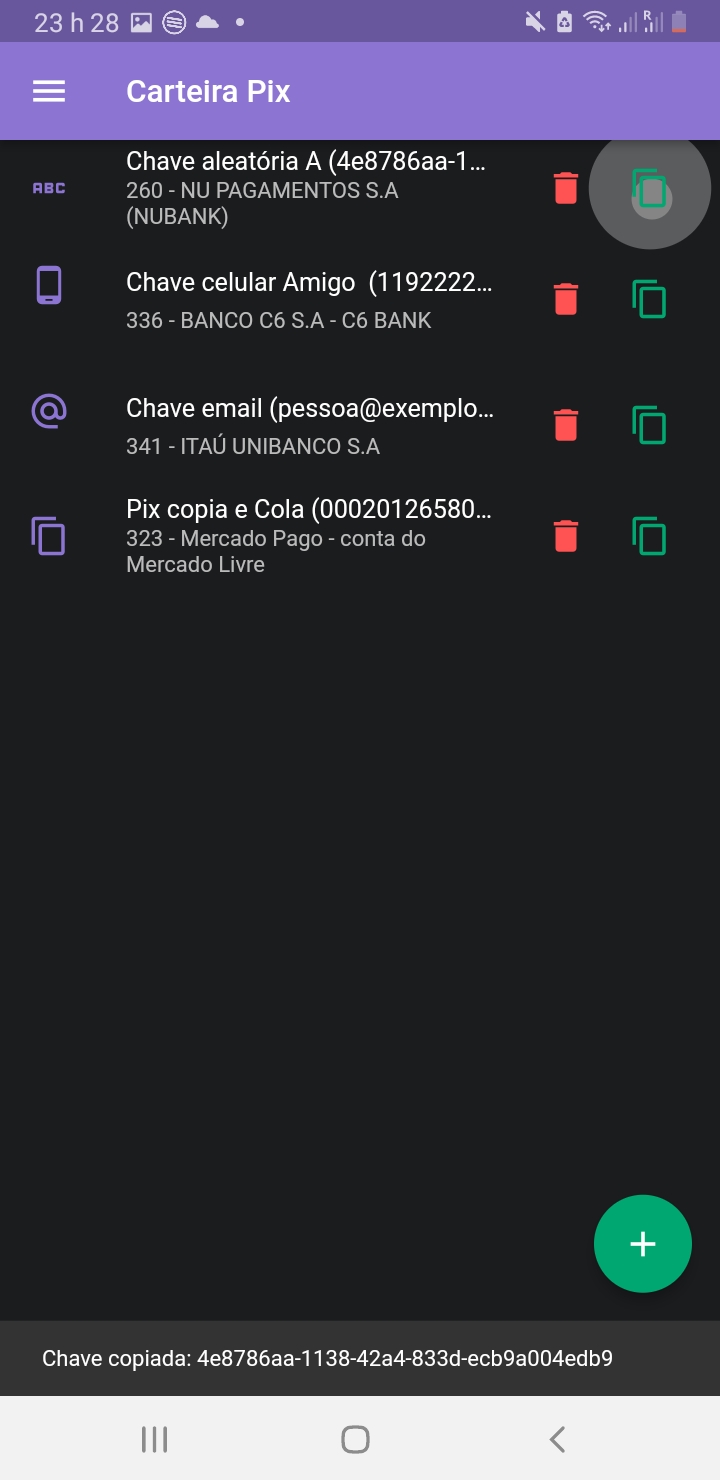 23 h 28
Carteira Pix
ABC
Chave aleatória A (4e8786aa-1...
260 - NU PAGAMENTOS S.A
(NUBANK)
Chave celular Amigo  (1192222...
336 - BANCO C6 S.A - C6 BANK
Chave email (pessoa@exemplo...
341 - ITAÚ UNIBANCO S.A
Pix copia e Cola (00020126580...
323 - Mercado Pago - conta do
Mercado Livre
Chave copiada: 4e8786aa-1138-42a4-833d-ecb9a004edb9